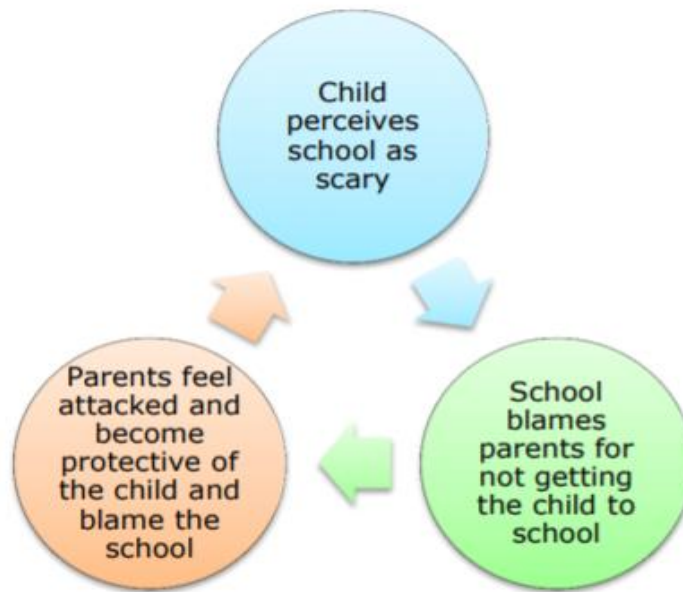 Child
perceives
school as
scary
School
blames
parents for
not getting
the child to
school
Parents feel
attacked and
become
protective of
the child and
blame the
school